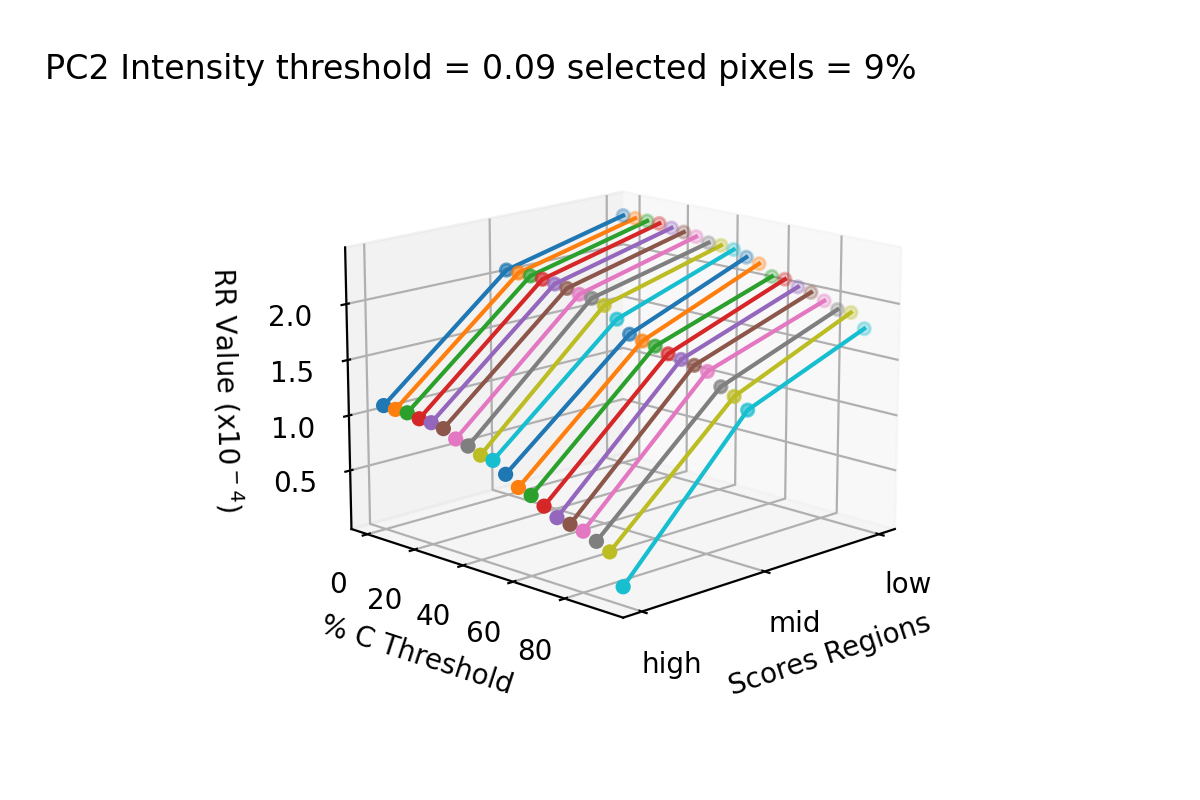 PC2 Intensity threshold = 0.09 selected pixels = 9%
RR Value (x10⁻⁴)
2.0
1.5
1.0
0.5
0
20
40
60
80
% C Threshold
high
mid
low
Scores Regions